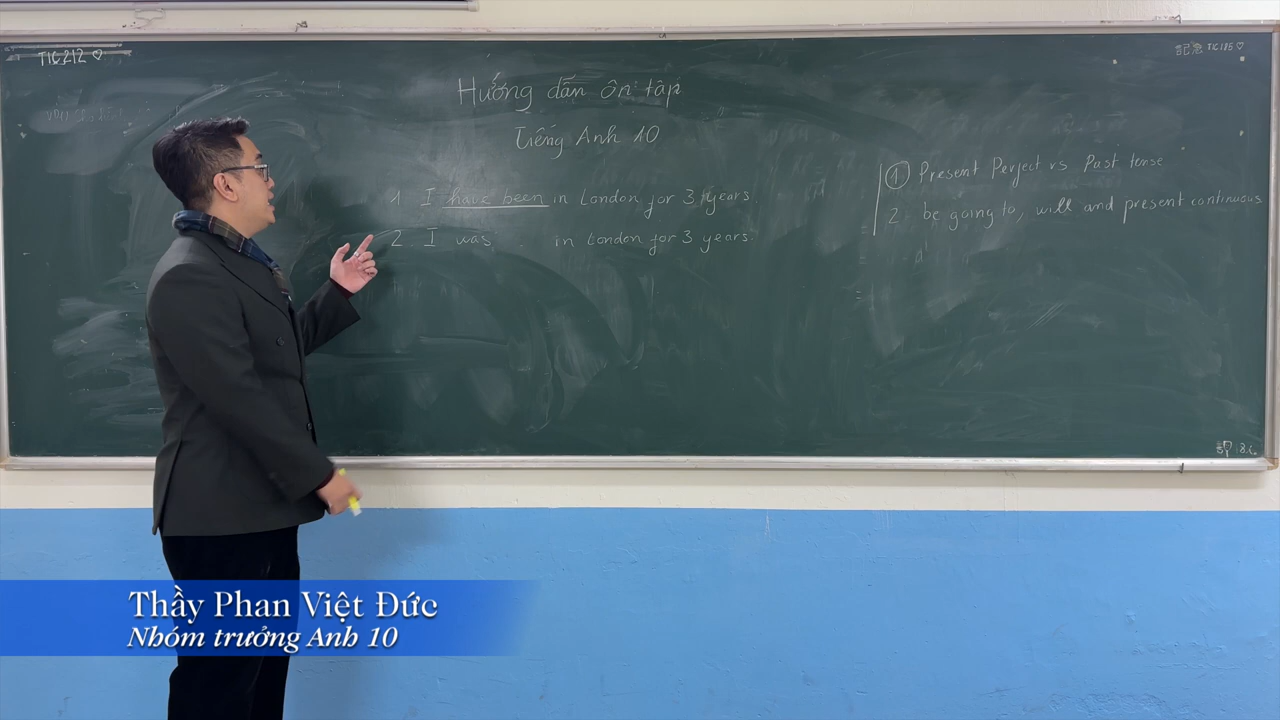 TIC212 ♡
TIC185 ♡
Hướng dẫn ôn tập
Tiếng Anh 10
1 I have been in London for 3 years.
2 I was in London for 3 years.
1 Present Perfect vs Past tense
2 be going to, will and present continuous
Thầy Phan Việt Đức
Nhóm trưởng Anh 10